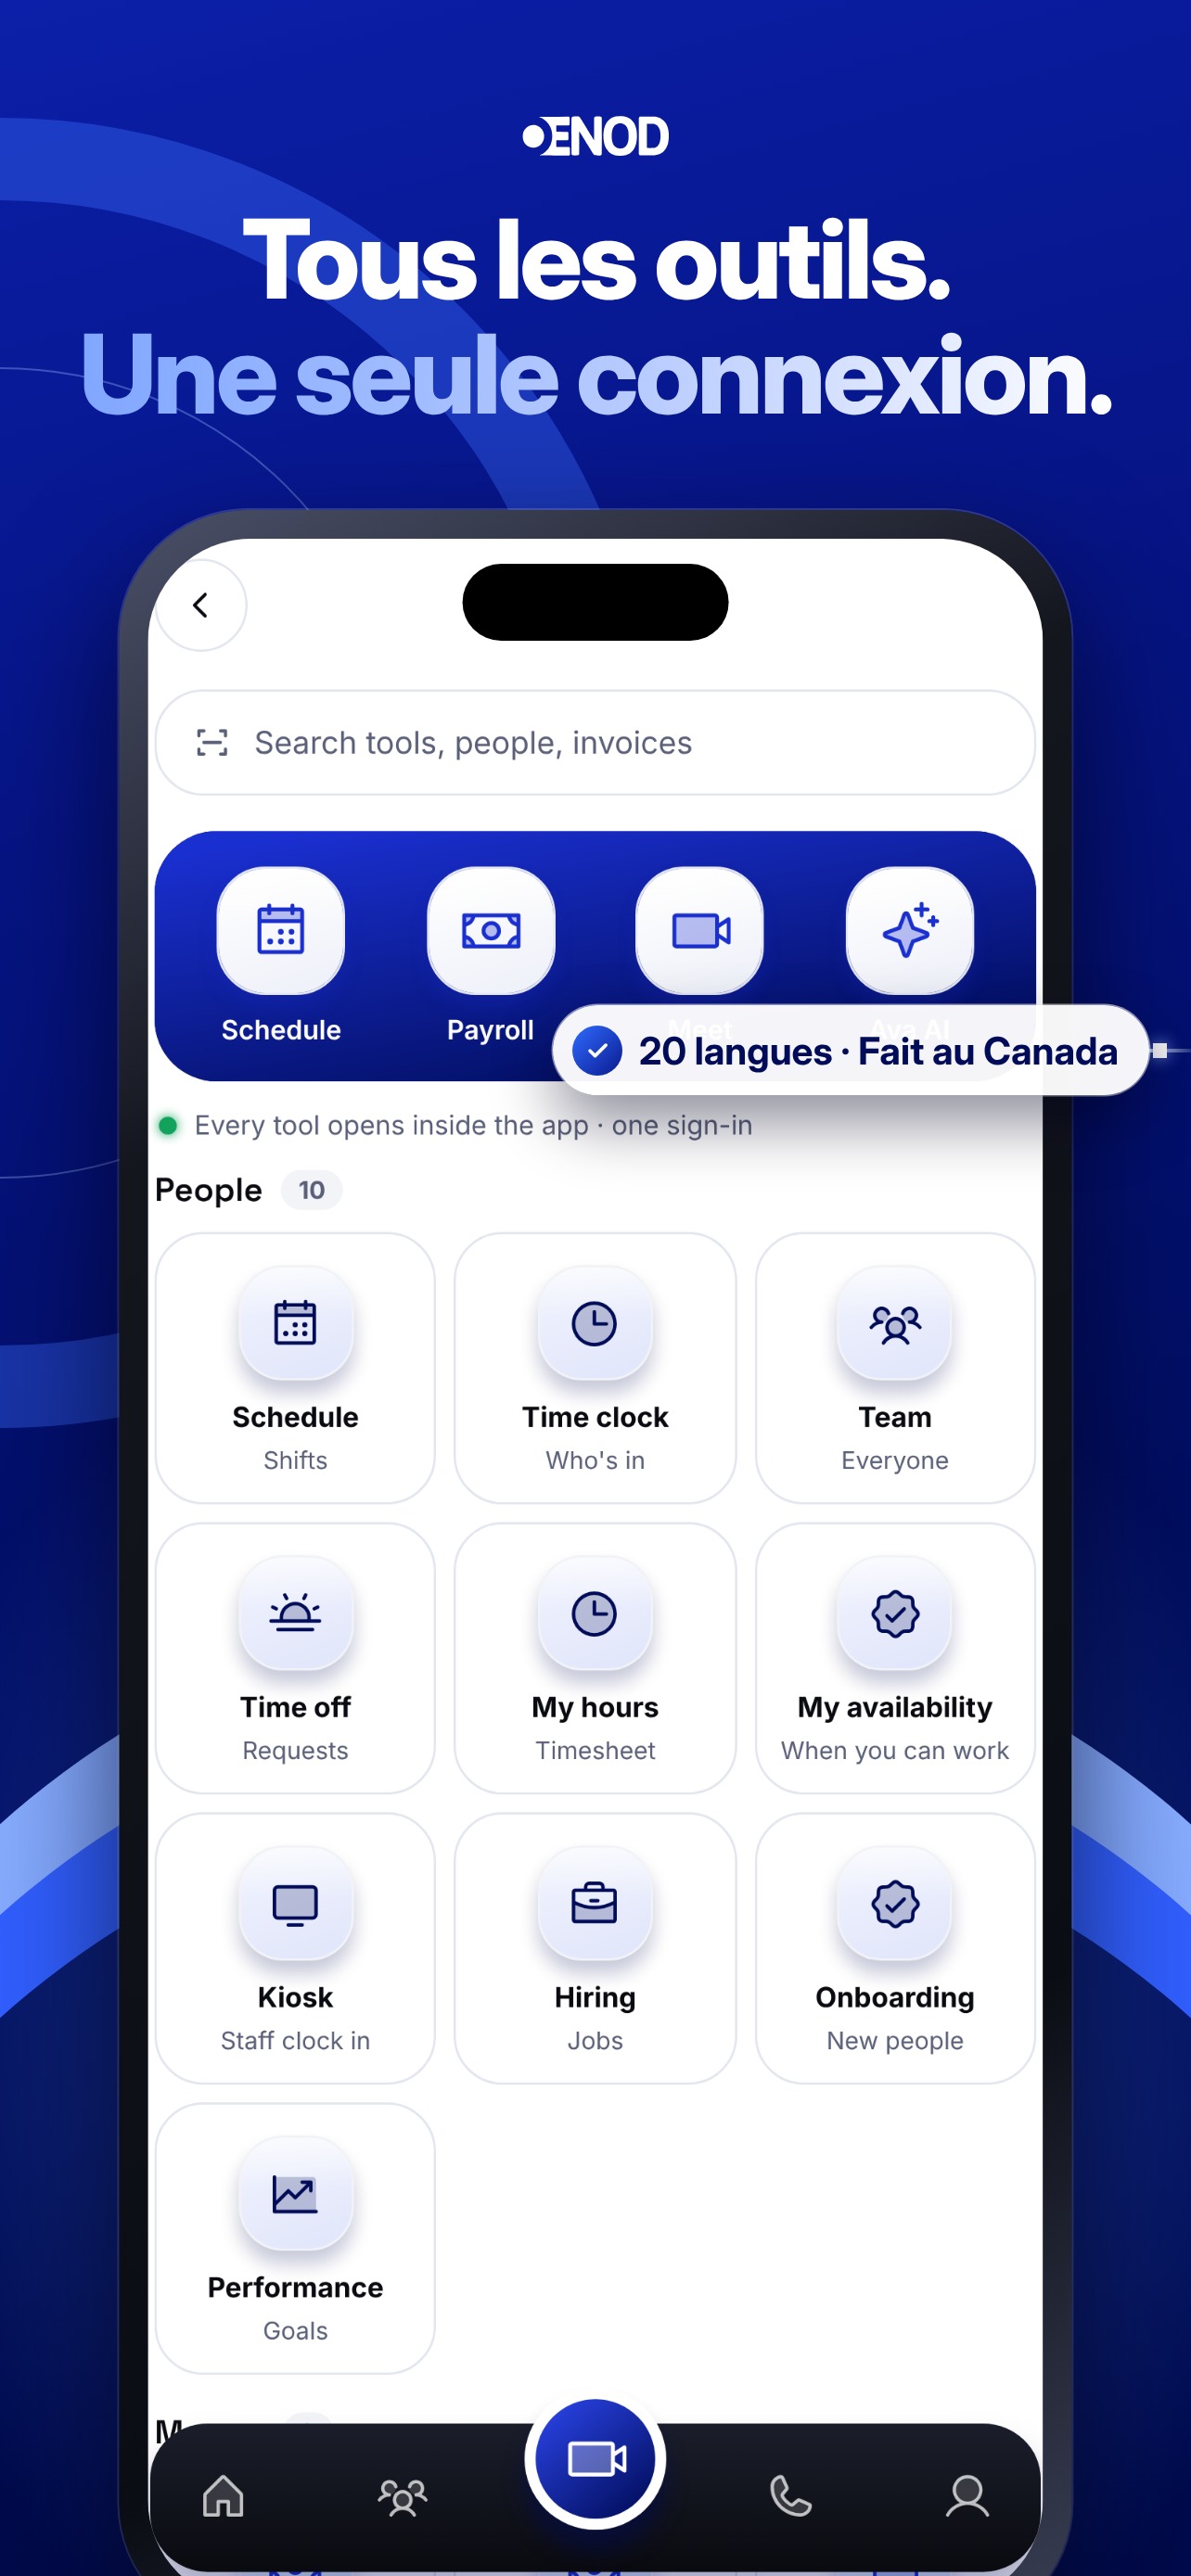 ENOD
Tous les outils.
Une seule connexion.
Search tools, people, invoices
Schedule
Payroll
Meet
Ava AI
20 langues · Fait au Canada
Every tool opens inside the app · one sign-in
People 10
Schedule
Shifts
Time clock
Who's in
Team
Everyone
Time off
Requests
My hours
Timesheet
My availability
When you can work
Kiosk
Staff clock in
Hiring
Jobs
Onboarding
New people
Performance
Goals